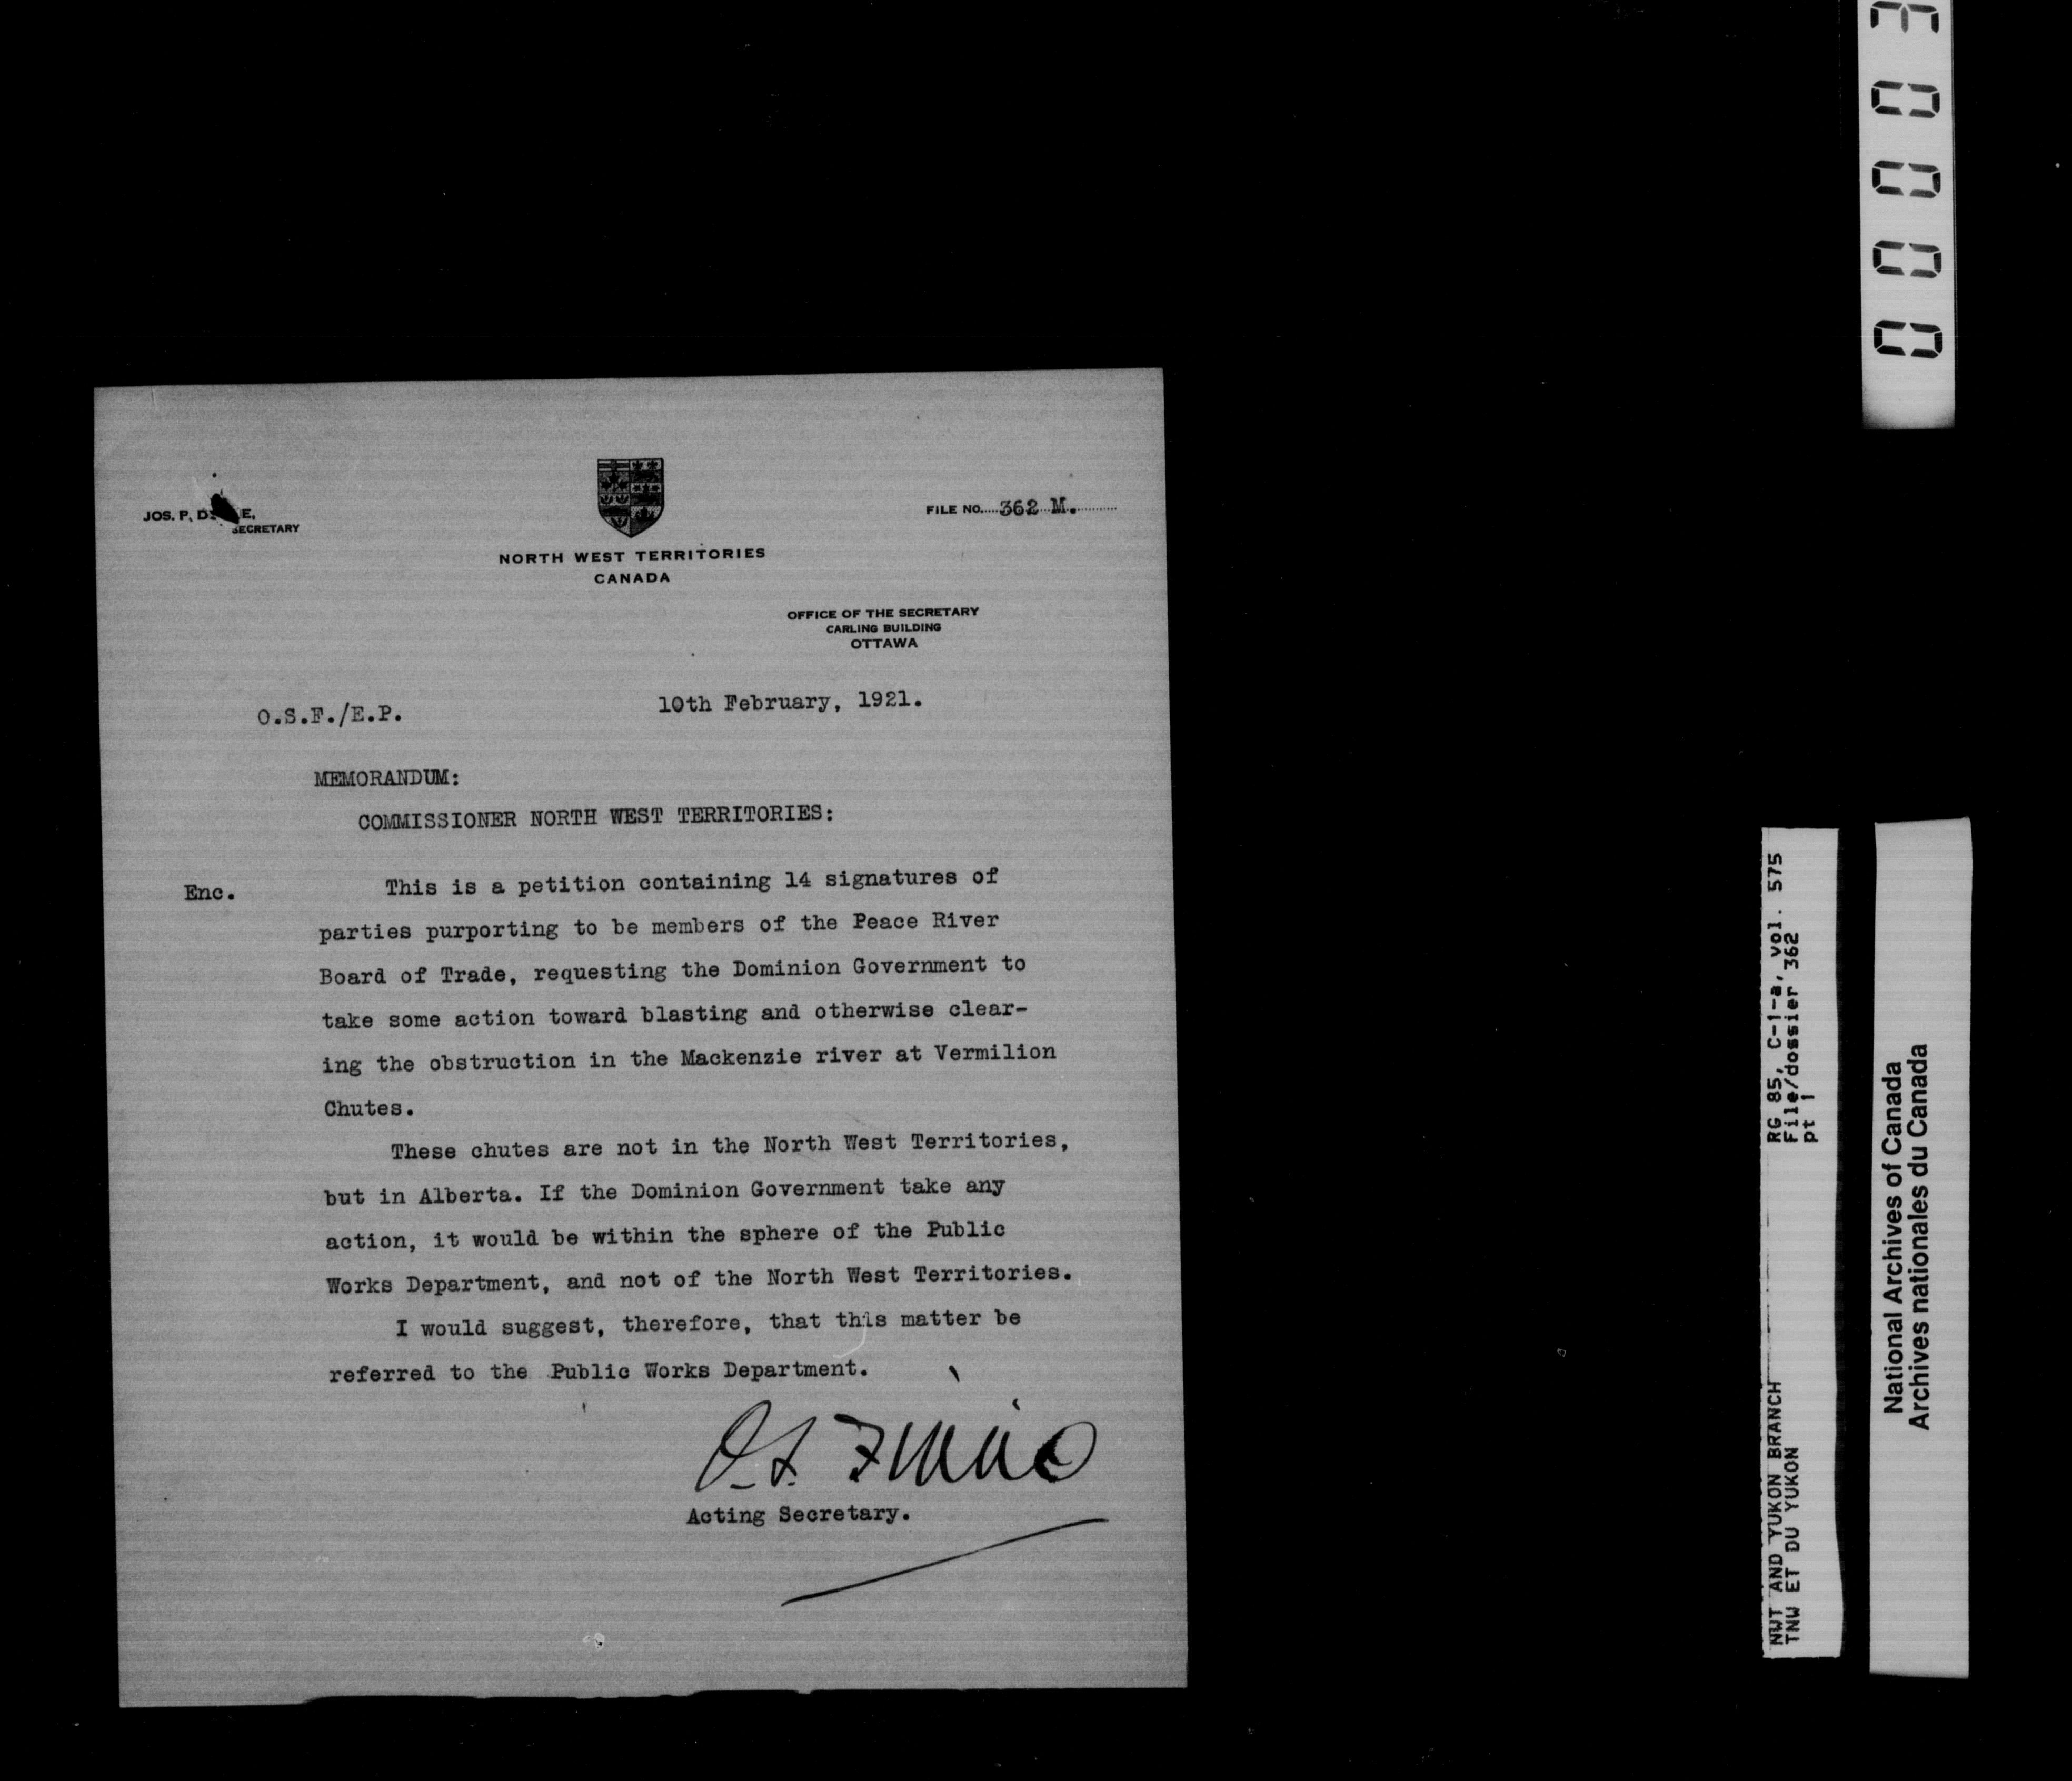 JOS. P.
SECRETARY
FILE NO. 362 M.
NORTH WEST TERRITORIES
CANADA
OFFICE OF THE SECRETARY
CARLING BUILDING
OTTAWA
O.S.F./E.P.
10th February, 1921.
MEMORANDUM:
COMMISSIONER NORTH WEST TERRITORIES:
Enc.
This is a petition containing 14 signatures of
parties purporting to be members of the Peace River
Board of Trade, requesting the Dominion Government to
take some action toward blasting and otherwise clear-
ing the obstruction in the Mackenzie river at Vermilion
Chutes.
These chutes are not in the North West Territories,
but in Alberta. If the Dominion Government take any
action, it would be within the sphere of the Public
Works Department, and not of the North West Territories.
I would suggest, therefore, that this matter be
referred to the Public Works Department.
O.S. Finnie
Acting Secretary.
00003
NWT AND YUKON BRANCH RG 85, C-1-a, vol. 575
TNW ET DU YUKON File/dossier 362
pt 1
National Archives of Canada
Archives nationales du Canada